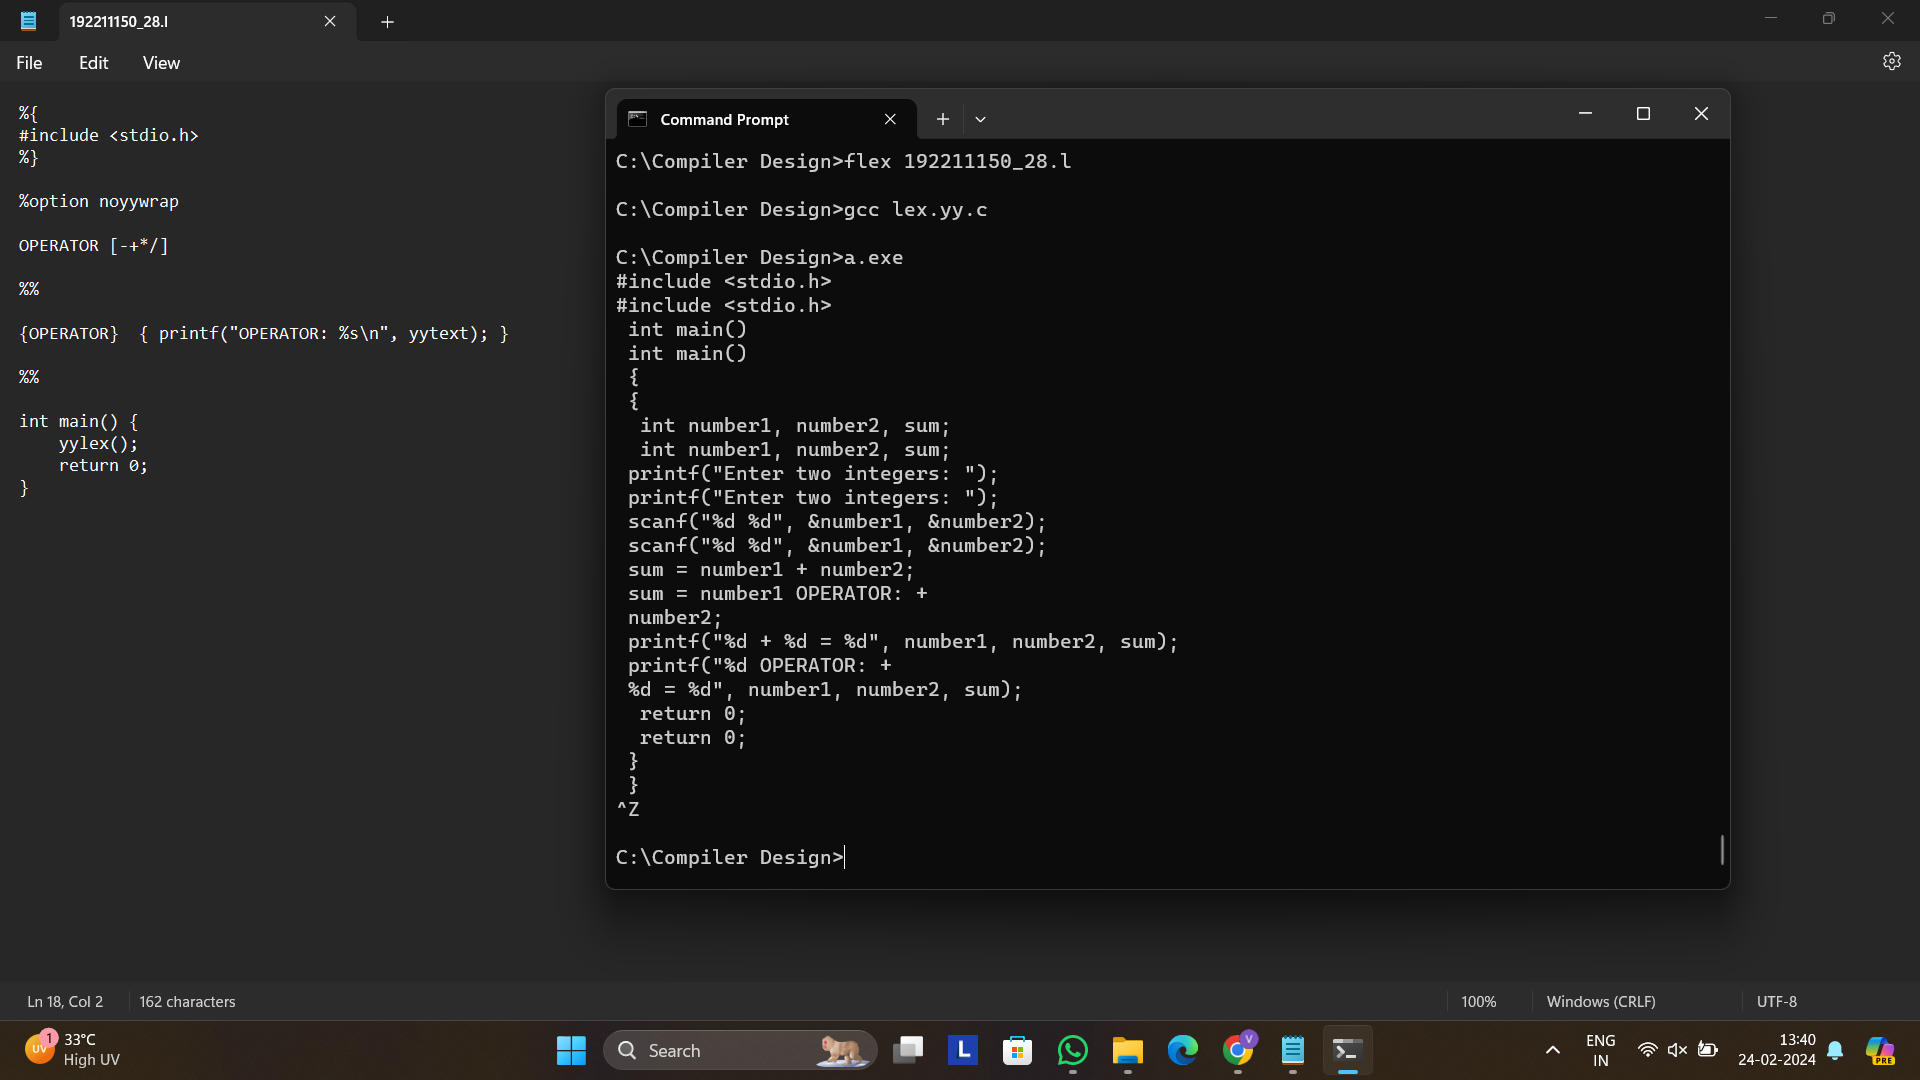 192211150_28.l
File Edit View
%{
#include <stdio.h>
%}
%option noyywrap
OPERATOR [-+*/]
%%
{OPERATOR}  { printf("OPERATOR: %s\n", yytext); }
%%
int main() {
    yylex();
    return 0;
}
Command Prompt
C:\Compiler Design>flex 192211150_28.l
C:\Compiler Design>gcc lex.yy.c
C:\Compiler Design>a.exe
#include <stdio.h>
#include <stdio.h>
 int main()
 int main()
 {
 {
  int number1, number2, sum;
  int number1, number2, sum;
 printf("Enter two integers: ");
 printf("Enter two integers: ");
 scanf("%d %d", &number1, &number2);
 scanf("%d %d", &number1, &number2);
 sum = number1 + number2;
 sum = number1 OPERATOR: +
 number2;
 printf("%d + %d = %d", number1, number2, sum);
 printf("%d OPERATOR: +
 %d = %d", number1, number2, sum);
  return 0;
  return 0;
 }
 }
^Z
C:\Compiler Design>
Ln 18, Col 2 162 characters 100% Windows (CRLF) UTF-8
UV 1 33°C
High UV
Search
L
V
ENG
IN
13:40
24-02-2024
PRE